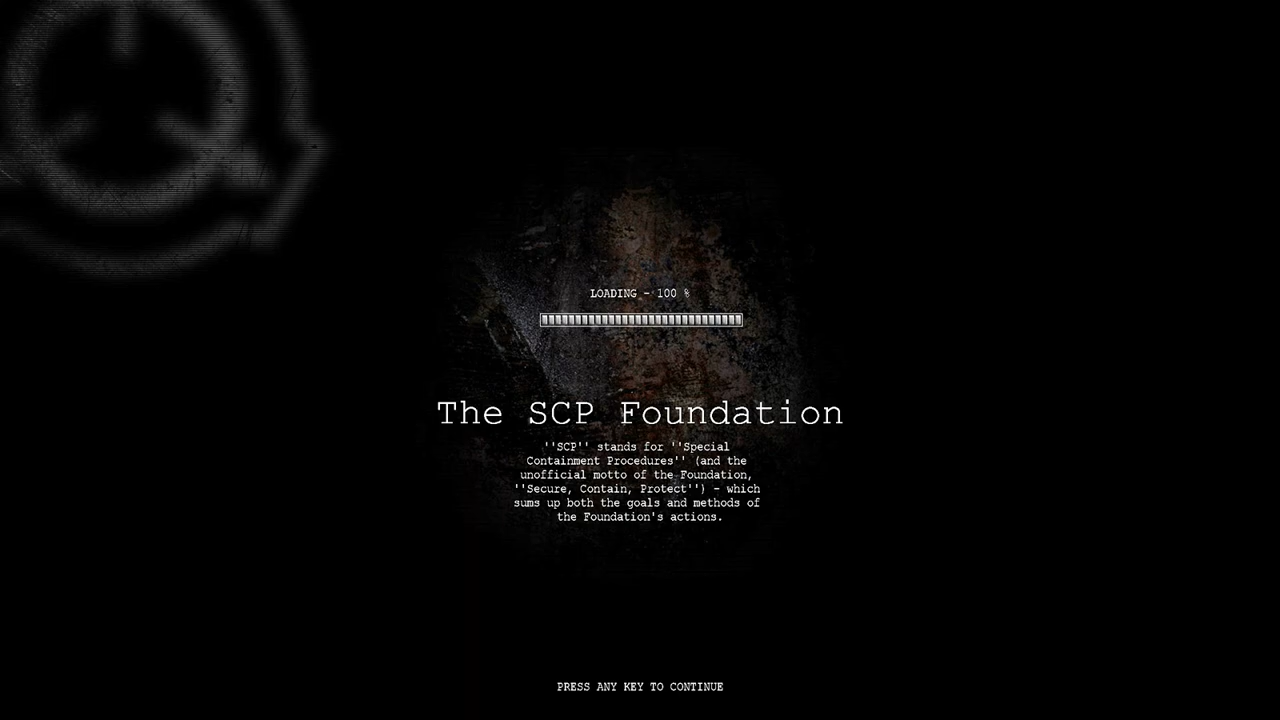 LOADING - 100 %
The SCP Foundation
''SCP'' stands for ''Special
Containment Procedures'' (and the
unofficial motto of the Foundation,
''Secure, Contain, Protect'') - which
sums up both the goals and methods of
the Foundation's actions.
PRESS ANY KEY TO CONTINUE